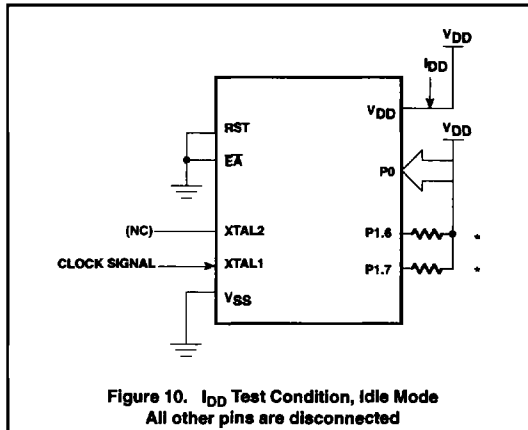 VDD
IDD
VDD
VDD
RST
EA
P0
(NC)
XTAL2
P1.6
*
CLOCK SIGNAL
XTAL1
P1.7
*
VSS
Figure 10. IDD Test Condition, Idle Mode
All other pins are disconnected